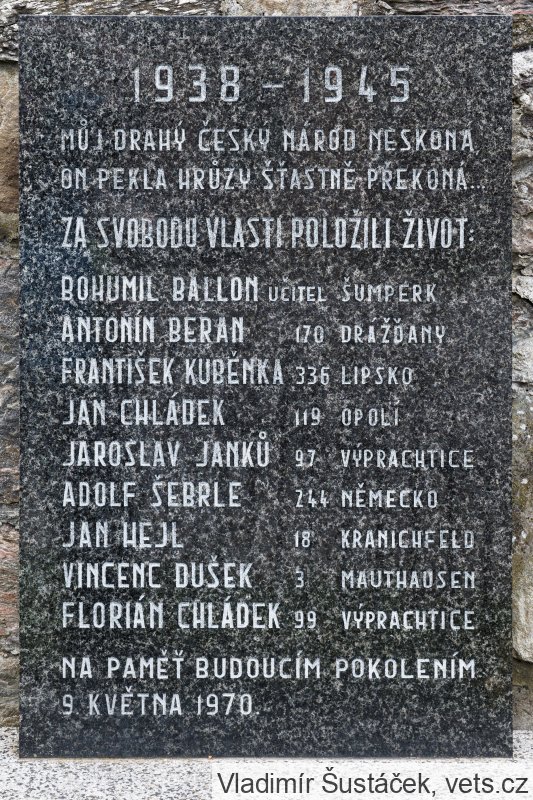 1938 - 1945
MŮJ DRAHÝ ČESKÝ NÁROD NESKONÁ
ON PEKLA HRŮZY ŠŤASTNĚ PŘEKONÁ...
ZA SVOBODU VLASTI POLOŽILI ŽIVOT:
BOHUMIL BALLON UČITEL ŠUMPERK
ANTONÍN BERAN 170 DRÁŽĎANY
FRANTIŠEK KUBĚNKA 336 LIPSKO
JAN CHLÁDEK 119 OPOLÍ
JAROSLAV JANKŮ 97 VÝPRACHTICE
ADOLF ŠEBRLE 244 NĚMECKO
JAN HEJL 18 KRANICHFELD
VINCENC DUŠEK 3 MAUTHAUSEN
FLORIÁN CHLÁDEK 99 VÝPRACHTICE
NA PAMĚŤ BUDOUCÍM POKOLENÍM
9 KVĚTNA 1970.
Vladimír Šustáček, vets.cz